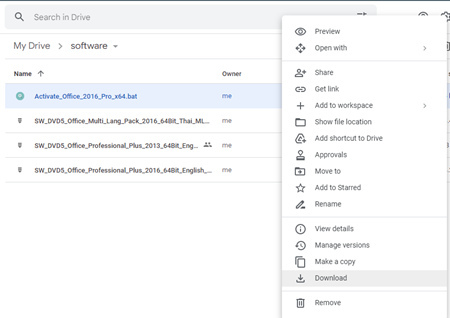 Search in Drive
My Drive > software
Name Owner
Activate_Office_2016_Pro_x64.bat me
SW_DVD5_Office_Multi_Lang_Pack_2016_64Bit_Thai_ML... me
SW_DVD5_Office_Professional_Plus_2013_64Bit_Eng... me
SW_DVD5_Office_Professional_Plus_2016_64Bit_English_... me
Preview
Open with
Share
Get link
Add to workspace
Show file location
Add shortcut to Drive
Approvals
Move to
Add to Starred
Rename
View details
Manage versions
Make a copy
Download
Remove